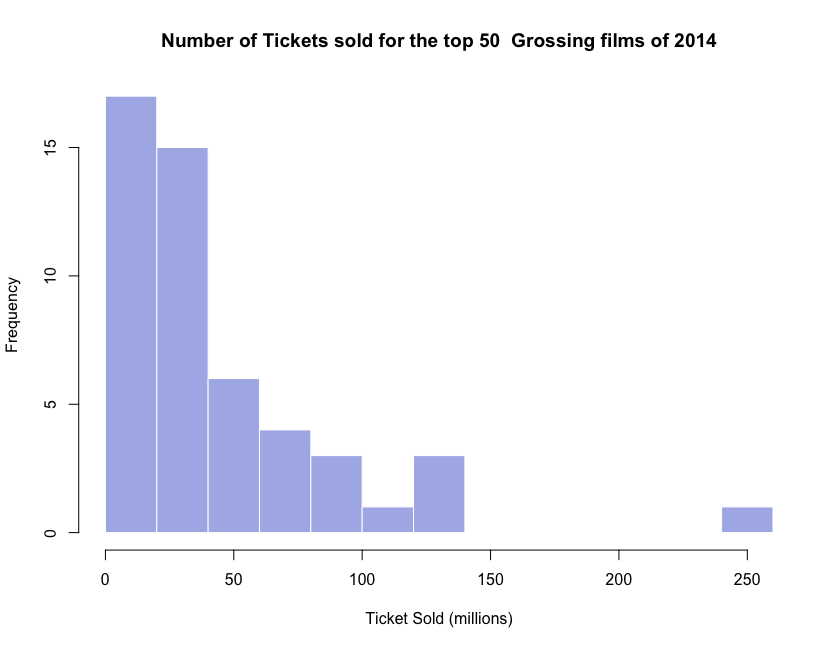 Number of Tickets sold for the top 50  Grossing films of 2014
15
10
5
0
Frequency
0 50 100 150 200 250
Ticket Sold (millions)